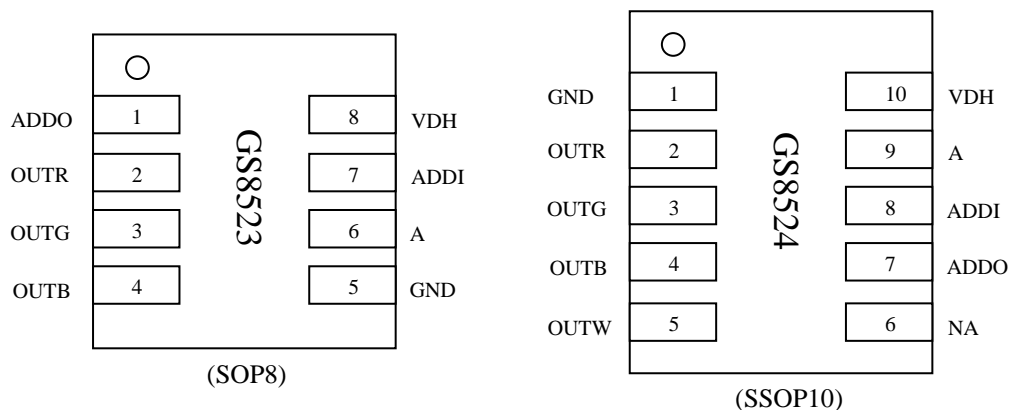 ADDO 1 8 VDH
OUTR 2 7 ADDI
OUTG 3 6 A
OUTB 4 5 GND
GS8523
(SOP8)
GND 1 10 VDH
OUTR 2 9 A
OUTG 3 8 ADDI
OUTB 4 7 ADDO
OUTW 5 6 NA
GS8524
(SSOP10)